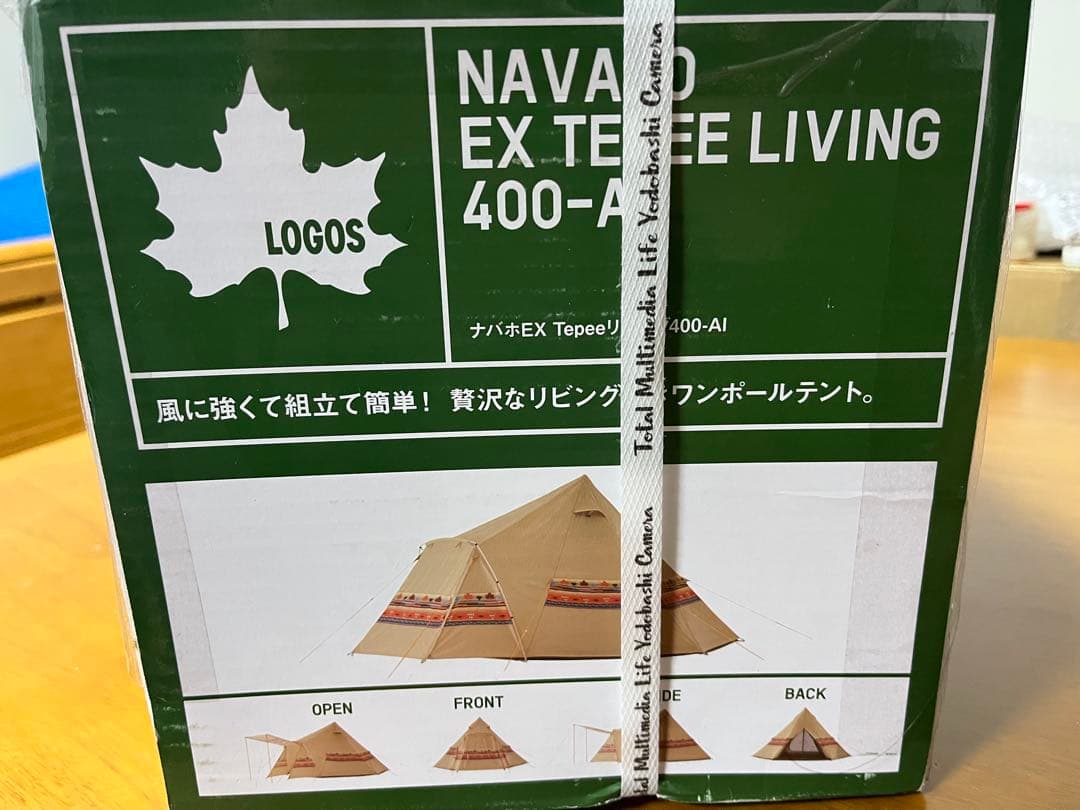 LOGOS
NAVA O
EX TE EE LIVING
400-A
ナバホEX Tepeeリ 400-AI
風に強くて組立て簡単! 贅沢なリビング ワンポールテント。
OPEN
FRONT
IDE
BACK
Total Multimedia Life Yodobashi Camera
tal Multimedia Life Yodobashi Camera